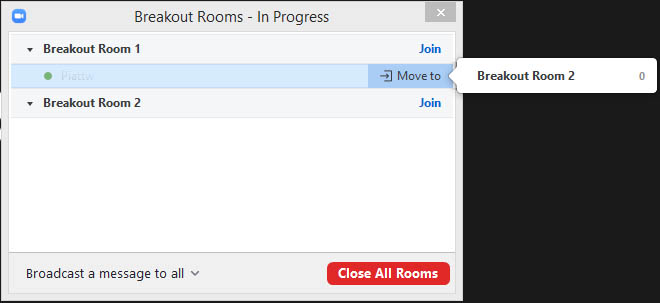 Breakout Rooms - In Progress
Breakout Room 1 Join
Move to
Breakout Room 2 0
Breakout Room 2 Join
Broadcast a message to all
Close All Rooms